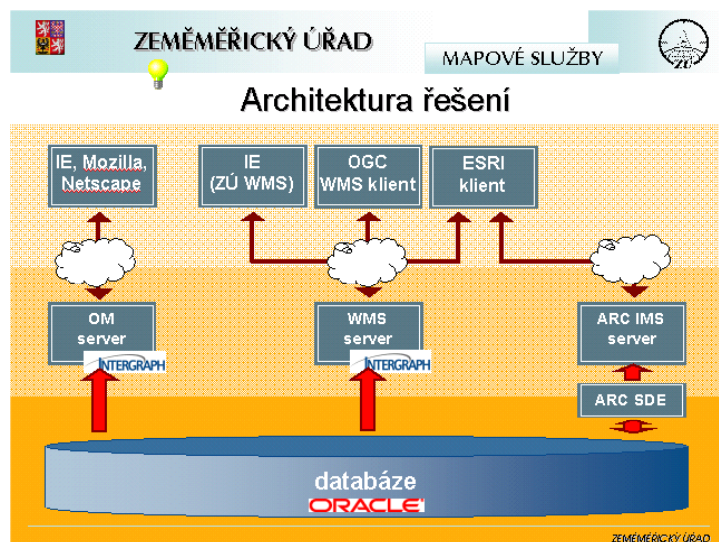 ZEMĚMĚŘICKÝ ÚŘAD
MAPOVÉ SLUŽBY
ZÚ
Architektura řešení
IE, Mozilla,
Netscape
IE
(ZÚ WMS)
OGC
WMS klient
ESRI
klient
OM
server
INTERGRAPH
WMS
server
INTERGRAPH
ARC IMS
server
ARC SDE
databáze
ORACLE
ZEMĚMĚŘICKÝ ÚŘAD